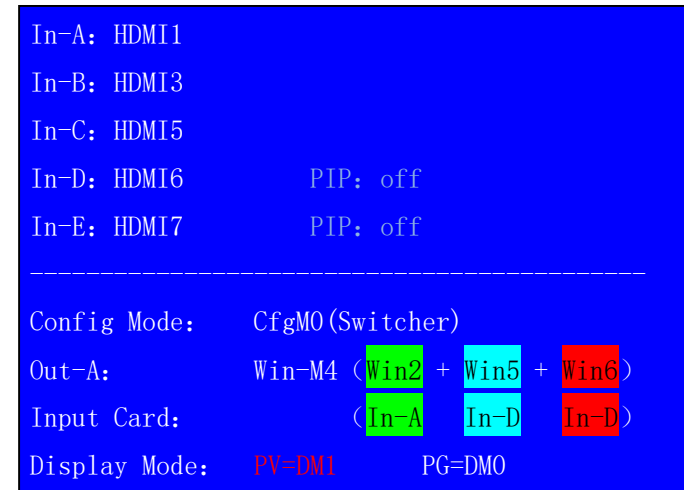 In-A: HDMI1
In-B: HDMI3
In-C: HDMI5
In-D: HDMI6 PIP: off
In-E: HDMI7 PIP: off
--------------------------------------------
Config Mode: CfgM0(Switcher)
Out-A: Win-M4 (Win2 + Win5 + Win6)
Input Card: (In-A In-D In-D)
Display Mode: PV=DM1 PG=DM0